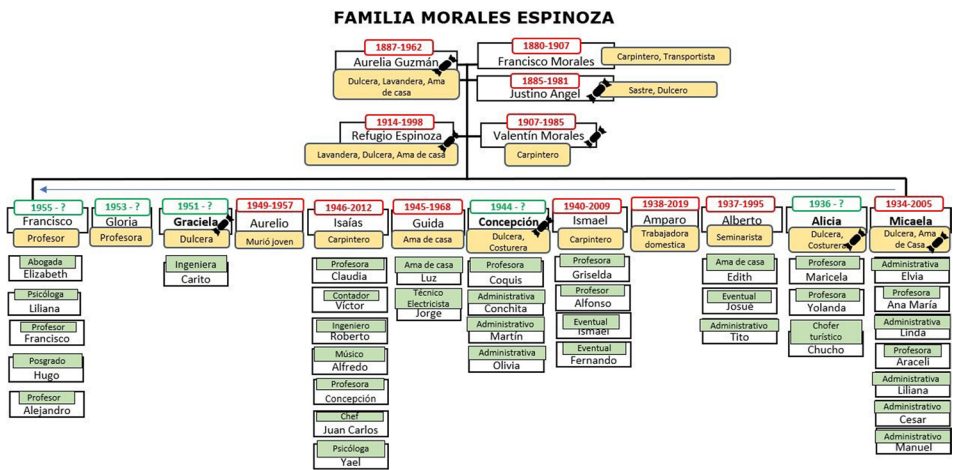 FAMILIA MORALES ESPINOZA
1887-1962
Aurelia Guzmán
Dulcera, Lavandera, Ama
de casa
1880-1907
Francisco Morales
Carpintero, Transportista
1885-1981
Justino Angel
Sastre, Dulcero
1914-1998
Refugio Espinoza
Lavandera, Dulcera, Ama de casa
1907-1985
Valentín Morales
Carpintero
1955 - ?
Francisco
Profesor
Abogada
Elizabeth
Psicóloga
Liliana
Profesor
Francisco
Posgrado
Hugo
Profesor
Alejandro
1953 - ?
Gloria
Profesora
1951 - ?
Graciela
Dulcera
Ingeniera
Carito
1949-1957
Aurelio
Murió joven
1946-2012
Isaías
Carpintero
Profesora
Claudia
Contador
Víctor
Ingeniero
Roberto
Músico
Alfredo
Profesora
Concepción
Chef
Juan Carlos
Psicóloga
Yael
1945-1968
Guida
Ama de casa
Ama de casa
Luz
Técnico
Electricista
Jorge
1944 - ?
Concepción
Dulcera,
Costurera
Profesora
Coquis
Administrativa
Conchita
Administrativo
Martín
Administrativa
Olivia
1940-2009
Ismael
Carpintero
Profesora
Griselda
Profesor
Alfonso
Eventual
Ismael
Eventual
Fernando
1938-2019
Amparo
Trabajadora
domestica
1937-1995
Alberto
Seminarista
Ama de casa
Edith
Eventual
Josué
Administrativo
Tito
1936 - ?
Alicia
Dulcera,
Costurera
Profesora
Maricela
Profesora
Yolanda
Chofer
turístico
Chucho
1934-2005
Micaela
Dulcera, Ama
de Casa
Administrativa
Elvia
Profesora
Ana María
Administrativa
Linda
Profesora
Araceli
Administrativa
Liliana
Administrativo
Cesar
Administrativo
Manuel